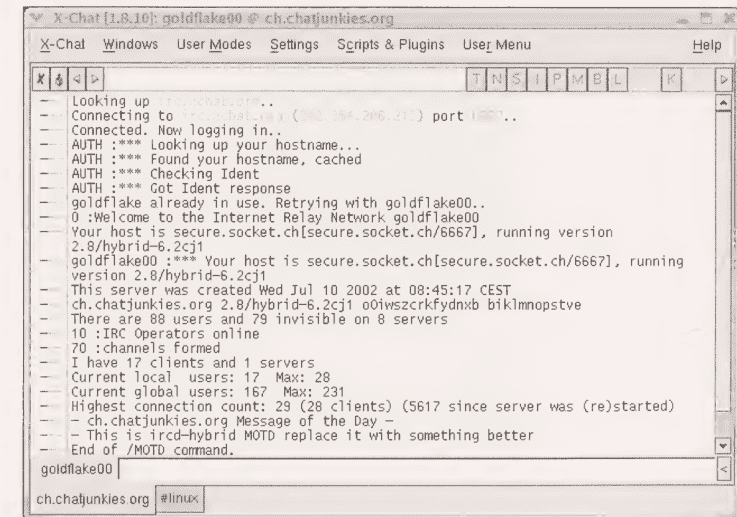 X-Chat [1.8.10]: goldflake00 @ ch.chatjunkies.org
X-Chat Windows User Modes Settings Scripts & Plugins User Menu Help
T N S I P M B L K
Looking up
Connecting to port
Connected. Now logging in..
AUTH :*** Looking up your hostname...
AUTH :*** Found your hostname, cached
AUTH :*** Checking Ident
AUTH :*** Got Ident response
goldflake already in use. Retrying with goldflake00..
0 :Welcome to the Internet Relay Network goldflake00
Your host is secure.socket.ch[secure.socket.ch/6667], running version
2.8/hybrid-6.2cj1
goldflake00 :*** Your host is secure.socket.ch[secure.socket.ch/6667], running
version 2.8/hybrid-6.2cj1
This server was created Wed Jul 10 2002 at 08:45:17 CEST
ch.chatjunkies.org 2.8/hybrid-6.2cj1 oOiwszcrkfydnxb biklmnopstve
There are 88 users and 79 invisible on 8 servers
10 :IRC Operators online
70 :channels formed
I have 17 clients and 1 servers
Current local users: 17 Max: 28
Current global users: 167 Max: 231
Highest connection count: 29 (28 clients) (5617 since server was (re)started)
- ch.chatjunkies.org Message of the Day -
- This is ircd-hybrid MOTD replace it with something better
End of /MOTD command.
goldflake00
ch.chatjunkies.org #linux